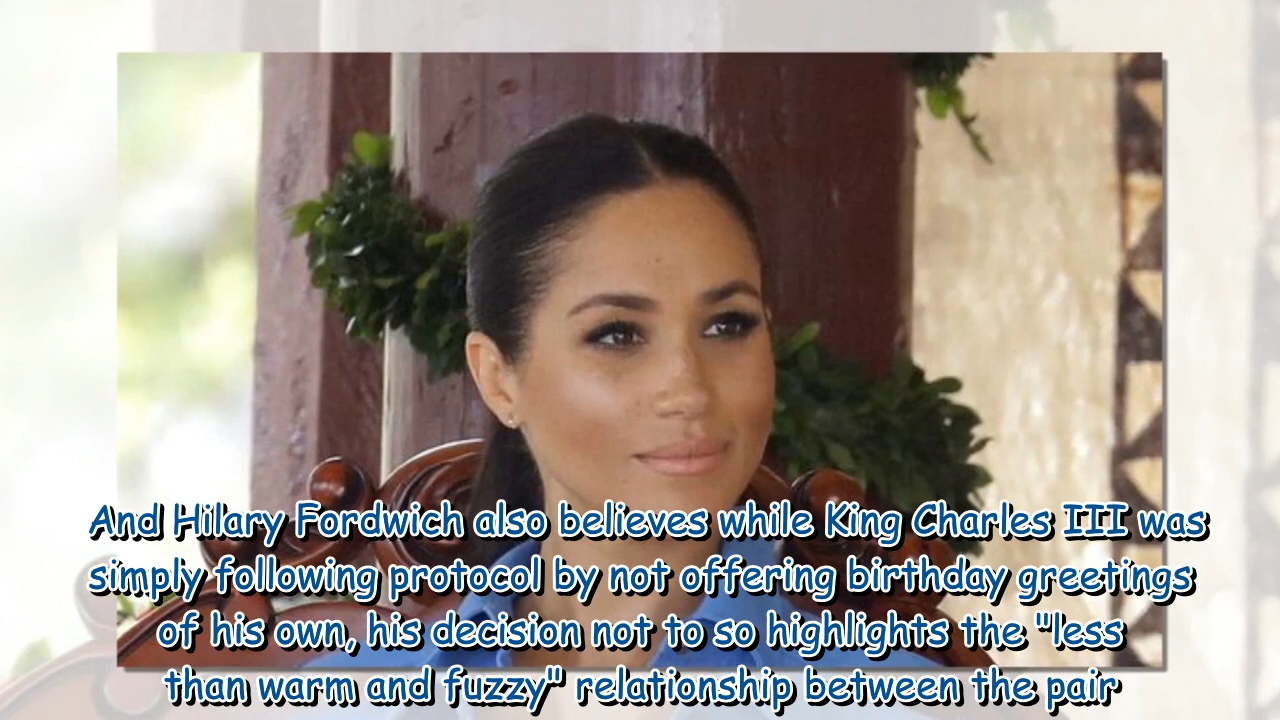 And Hilary Fordwich also believes while King Charles III was
simply following protocol by not offering birthday greetings
of his own, his decision not to so highlights the "less
than warm and fuzzy" relationship between the pair